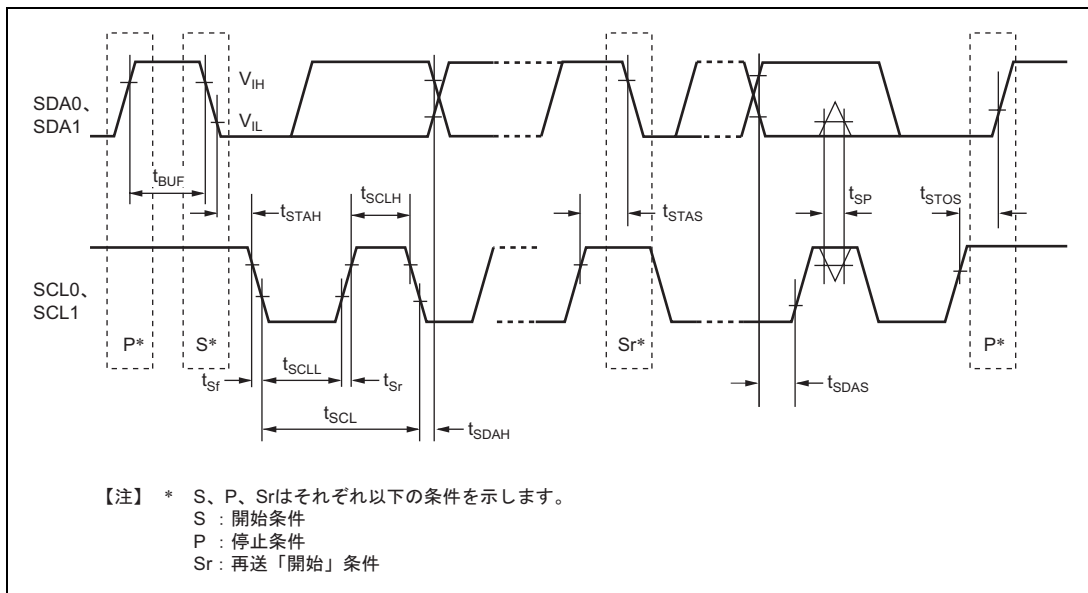 SDA0、
SDA1
V_IH
V_IL
t_BUF
t_STAH
t_SCLH
t_STAS
t_SP
t_STOS
SCL0、
SCL1
P*
S*
Sr*
P*
t_Sf
t_SCLL
t_Sr
t_SDAS
t_SCL
t_SDAH
【注】 * S、P、Srはそれぞれ以下の条件を示します。
S : 開始条件
P : 停止条件
Sr : 再送「開始」条件